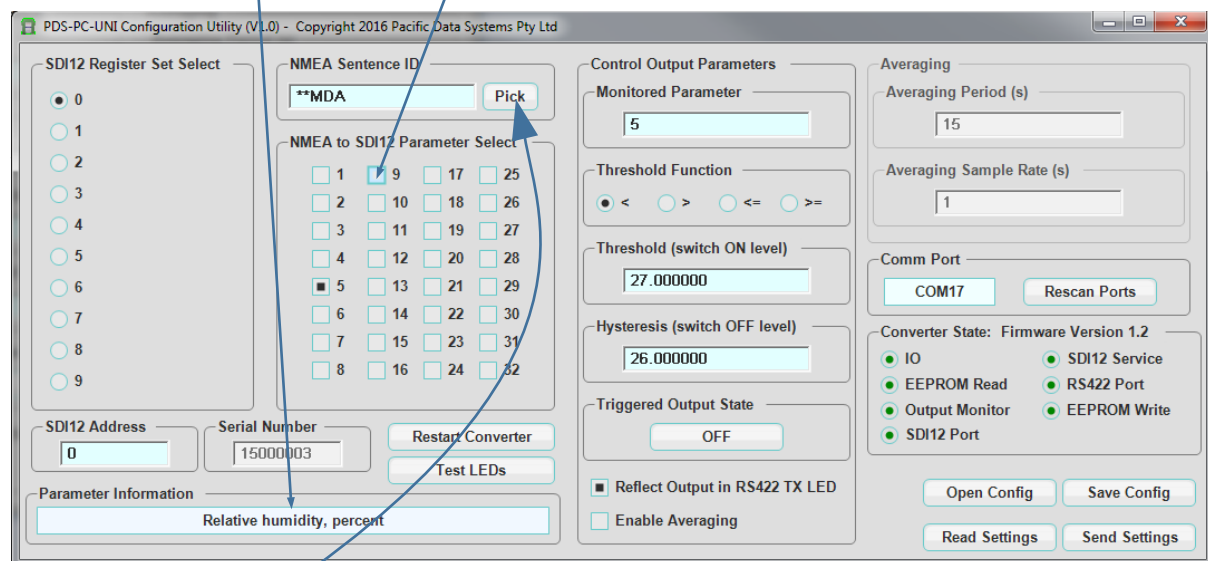 PDS-PC-UNI Configuration Utility (V1.0) - Copyright 2016 Pacific Data Systems Pty Ltd
SDI12 Register Set Select
0
1
2
3
4
5
6
7
8
9
NMEA Sentence ID
**MDA Pick
NMEA to SDI12 Parameter Select
1 9 17 25
2 10 18 26
3 11 19 27
4 12 20 28
5 13 21 29
6 14 22 30
7 15 23 31
8 16 24 32
SDI12 Address
0
Serial Number
15000003
Restart Converter
Test LEDs
Parameter Information
Relative humidity, percent
Control Output Parameters
Monitored Parameter
5
Threshold Function
< > <= >=
Threshold (switch ON level)
27.000000
Hysteresis (switch OFF level)
26.000000
Triggered Output State
OFF
Reflect Output in RS422 TX LED
Enable Averaging
Averaging
Averaging Period (s)
15
Averaging Sample Rate (s)
1
Comm Port
COM17 Rescan Ports
Converter State: Firmware Version 1.2
IO SDI12 Service
EEPROM Read RS422 Port
Output Monitor EEPROM Write
SDI12 Port
Open Config Save Config
Read Settings Send Settings